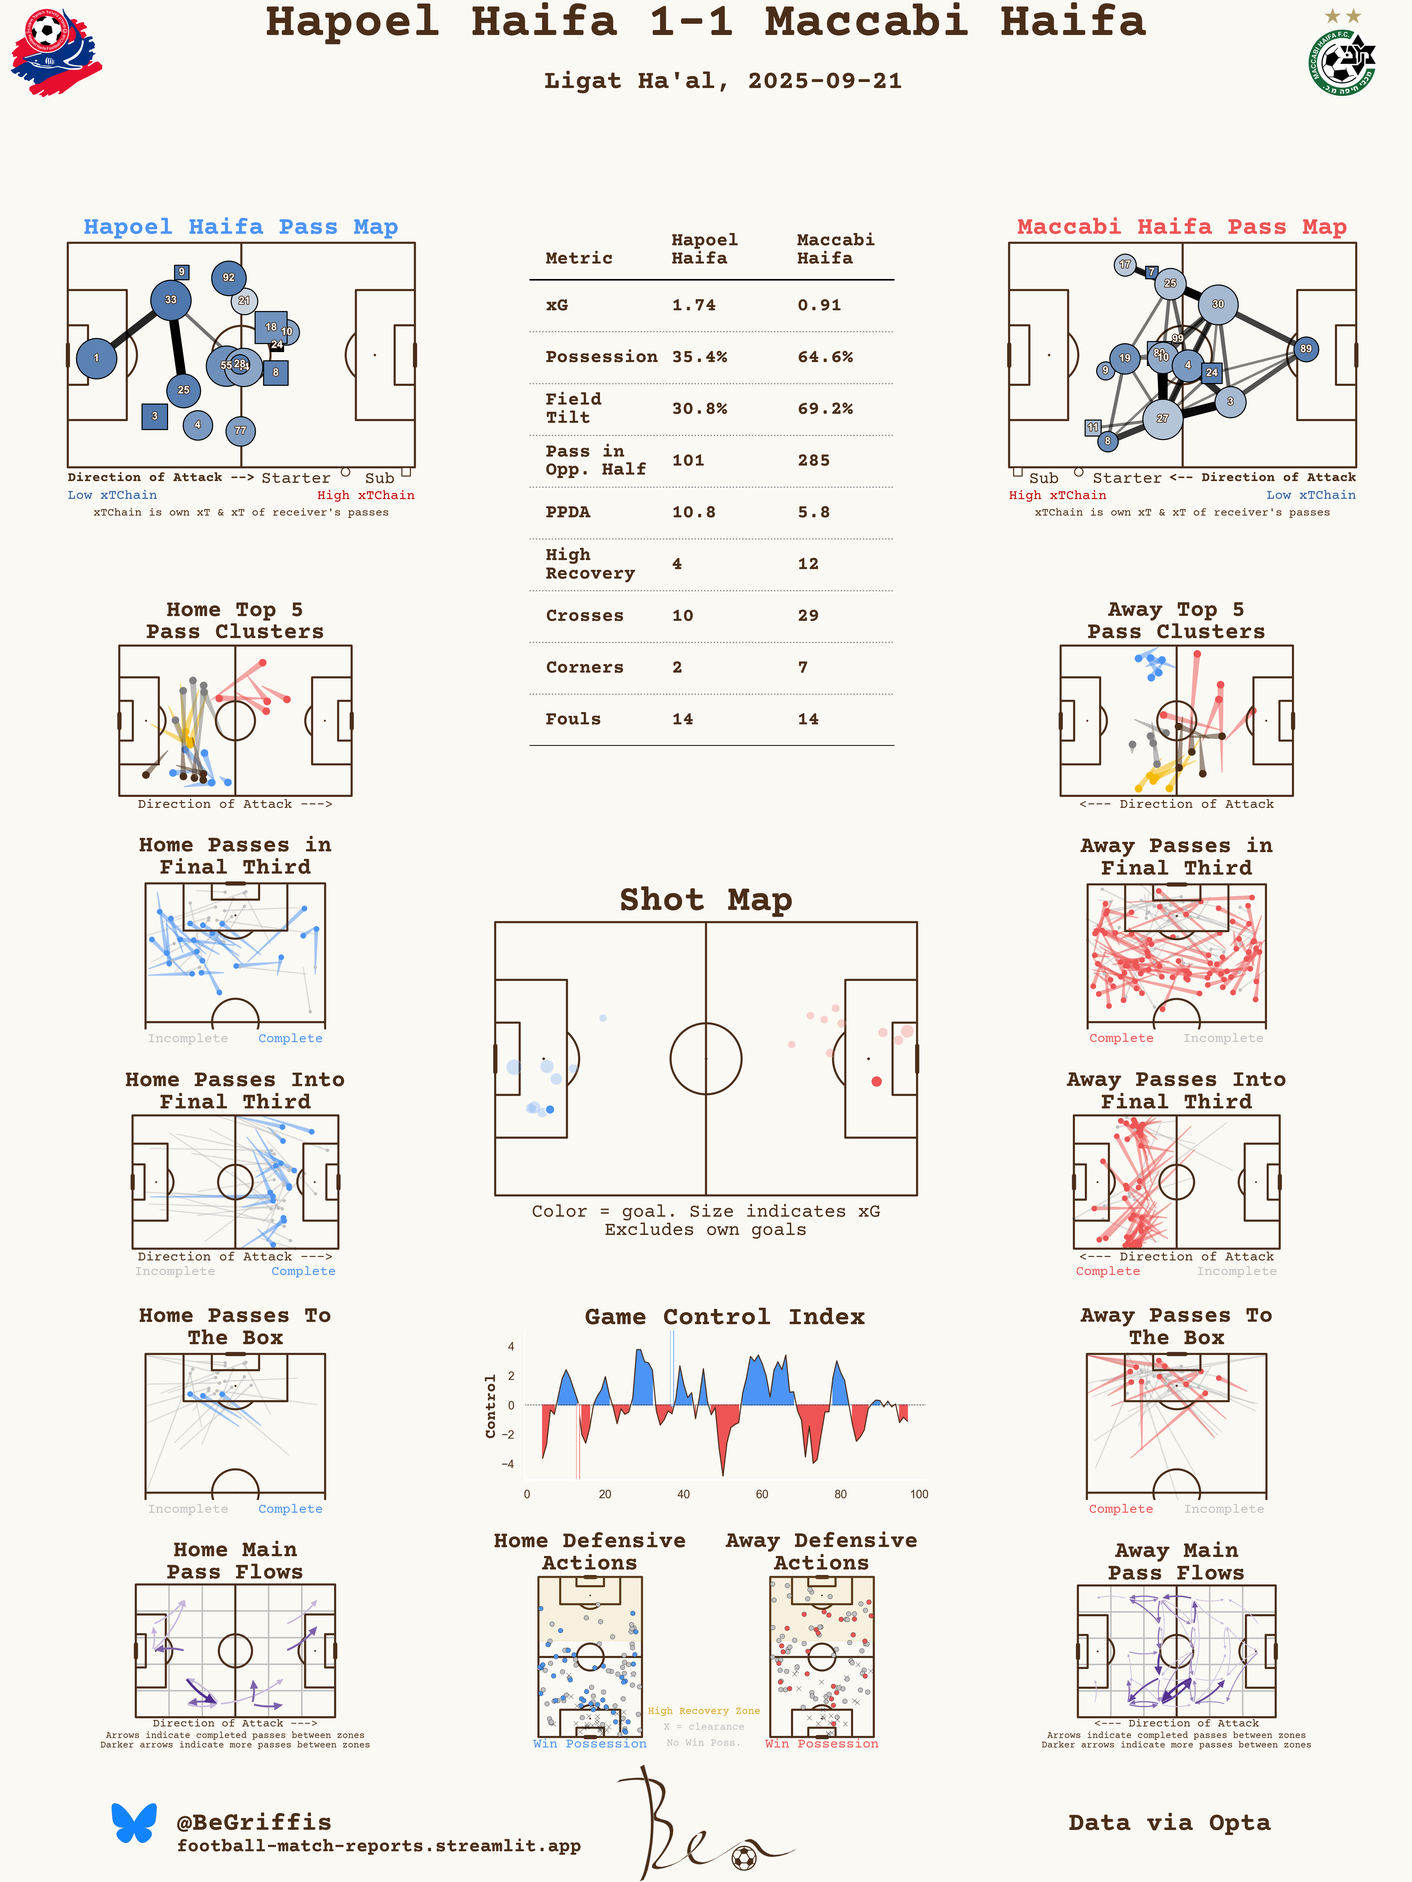 Hapoel Haifa 1-1 Maccabi Haifa
Ligat Ha'al, 2025-09-21
MACCABI HAIFA F.C.
מכבי חיפה מ.כ.
Hapoel Haifa Pass Map
9
92
33
21
18
10
24
1
55
28
8
25
3
4
77
Direction of Attack --> Starter Sub
Low xTChain High xTChain
xTChain is own xT & xT of receiver's passes
Metric Hapoel Haifa Maccabi Haifa
xG 1.74 0.91
Possession 35.4% 64.6%
Field Tilt 30.8% 69.2%
Pass in Opp. Half 101 285
PPDA 10.8 5.8
High Recovery 4 12
Crosses 10 29
Corners 2 7
Fouls 14 14
Maccabi Haifa Pass Map
17
7
25
30
99
89
19
10
4
9
24
3
27
11
8
Sub Starter <-- Direction of Attack
High xTChain Low xTChain
xTChain is own xT & xT of receiver's passes
Home Top 5
Pass Clusters
Direction of Attack --->
Away Top 5
Pass Clusters
<--- Direction of Attack
Home Passes in
Final Third
Incomplete Complete
Away Passes in
Final Third
Complete Incomplete
Shot Map
Color = goal. Size indicates xG
Excludes own goals
Home Passes Into
Final Third
Direction of Attack --->
Incomplete Complete
Away Passes Into
Final Third
<--- Direction of Attack
Complete Incomplete
Home Passes To
The Box
Incomplete Complete
Game Control Index
Control
4
2
0
−2
−4
0 20 40 60 80 100
Away Passes To
The Box
Complete Incomplete
Home Main
Pass Flows
Direction of Attack --->
Arrows indicate completed passes between zones
Darker arrows indicate more passes between zones
Home Defensive
Actions
Win Possession
Away Defensive
Actions
Win Possession
High Recovery Zone
X = clearance
No Win Poss.
Away Main
Pass Flows
<--- Direction of Attack
Arrows indicate completed passes between zones
Darker arrows indicate more passes between zones
@BeGriffis
football-match-reports.streamlit.app
Ben
Data via Opta